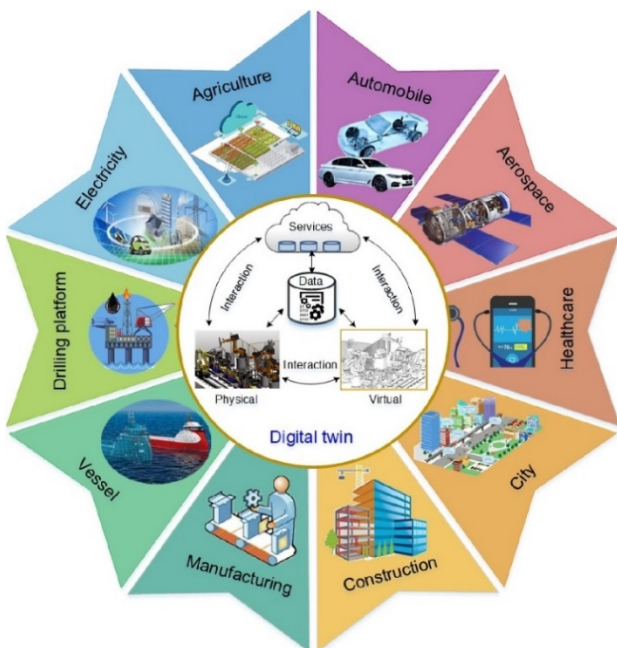 Agriculture
Automobile
Electricity
Aerospace
Services
Interaction
Interaction
Data
Drilling platform
Healthcare
Interaction
Physical
Virtual
Digital twin
Vessel
City
Manufacturing
Construction